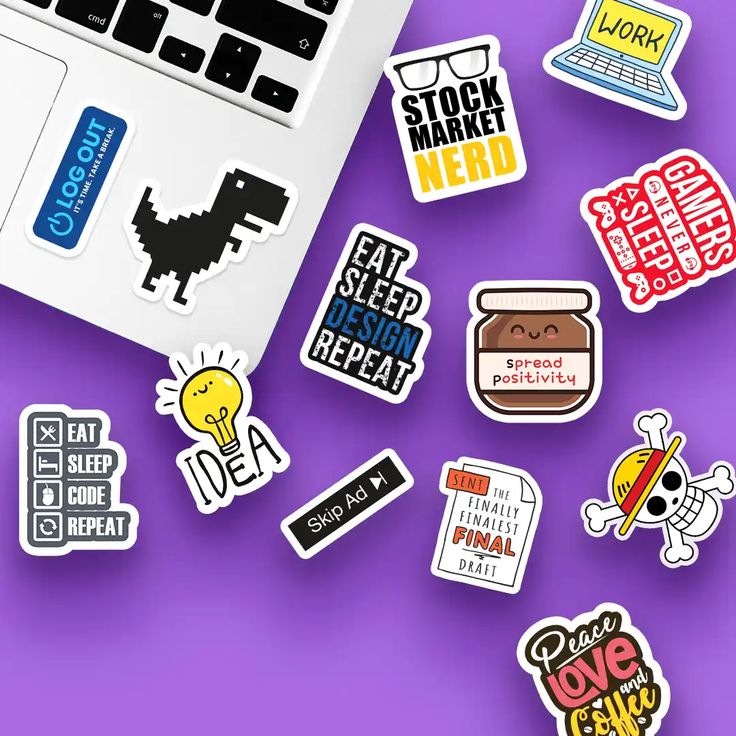 cmd
alt
WORK
STOCK
MARKET
NERD
LOG OUT
IT'S TIME. TAKE A BREAK.
GAMERS
NEVER
SLEEP
EAT
SLEEP
DESIGN
REPEAT
spread
positivity
IDEA
EAT
SLEEP
CODE
REPEAT
Skip Ad
SENT
THE
FINALLY
FINALEST
FINAL
DRAFT
Peace
LOVE
and
Coffee